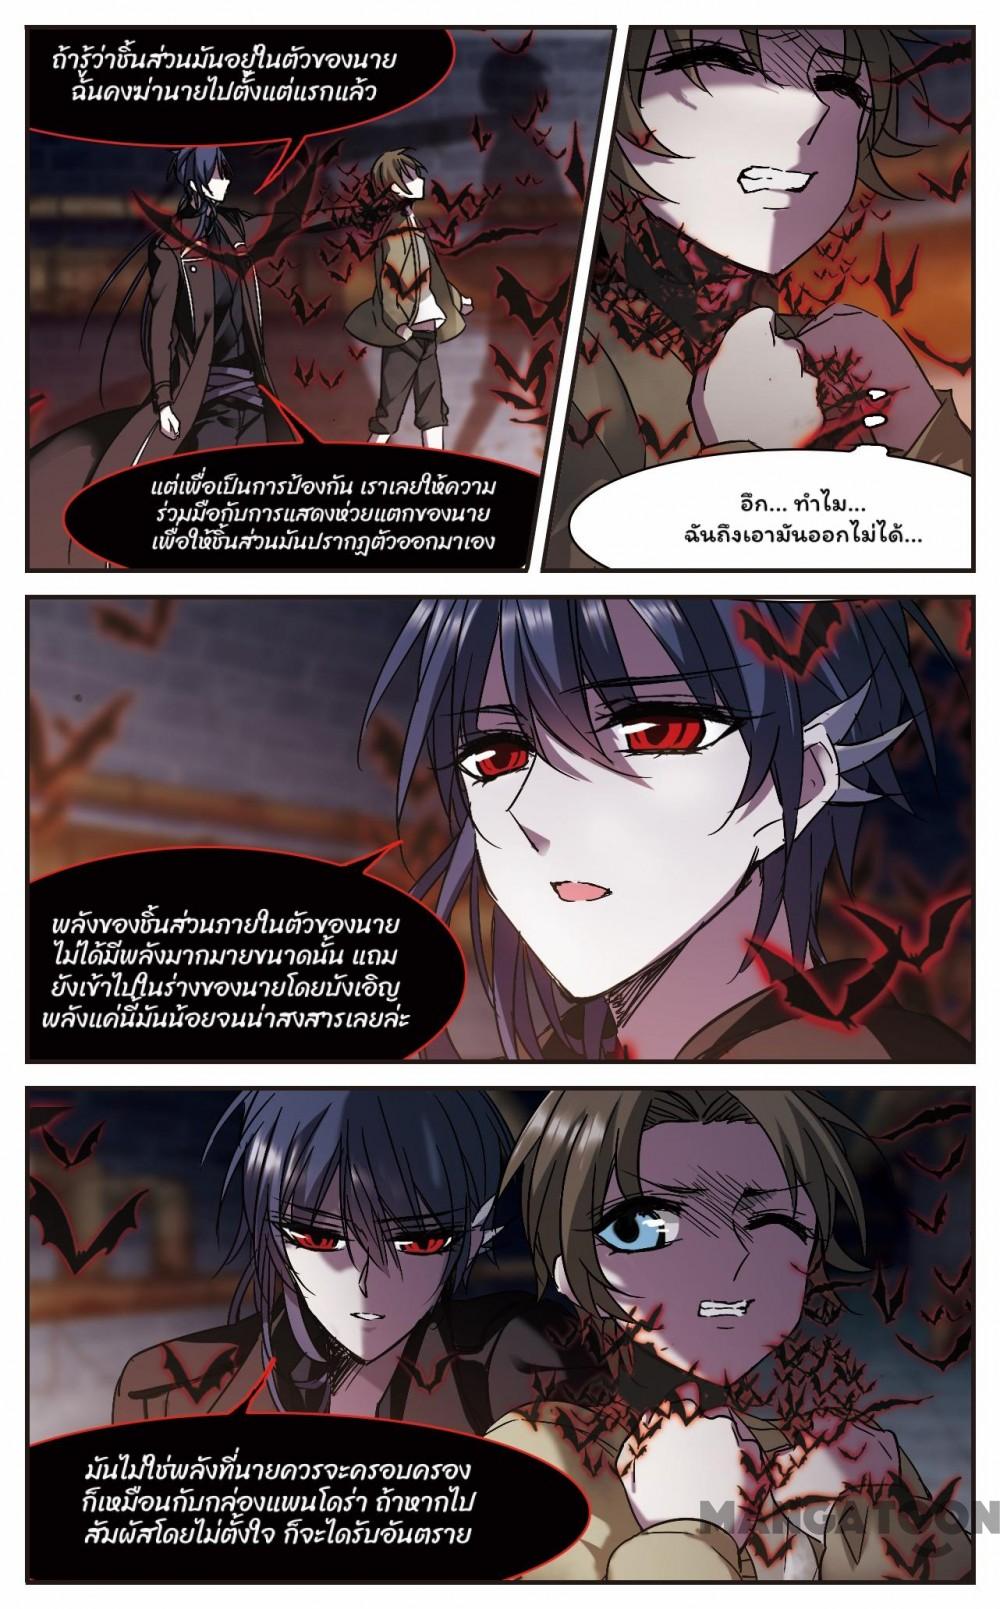 ถ้ารู้ว่าชิ้นส่วนมันอยู่ในตัวของนาย
ฉันคงฆ่านายไปตั้งแต่แรกแล้ว
แต่เพื่อเป็นการป้องกัน เราเลยให้ความ
ร่วมมือกับการแสดงห่วยแตกของนาย
เพื่อให้ชิ้นส่วนมันปรากฏตัวออกมาเอง
อึก... ทำไม...
ฉันถึงเอามันออกไม่ได้...
พลังของชิ้นส่วนภายในตัวของนาย
ไม่ได้มีพลังมากมายขนาดนั้น แถม
ยังเข้าไปในร่างของนายโดยบังเอิญ
พลังแค่นี้มันน้อยจนน่าสงสารเลยล่ะ
มันไม่ใช่พลังที่นายควรจะครอบครอง
ก็เหมือนกับกล่องแพนโดร่า ถ้าหากไป
สัมผัสโดยไม่ตั้งใจ ก็จะได้รับอันตราย
MANGATOON